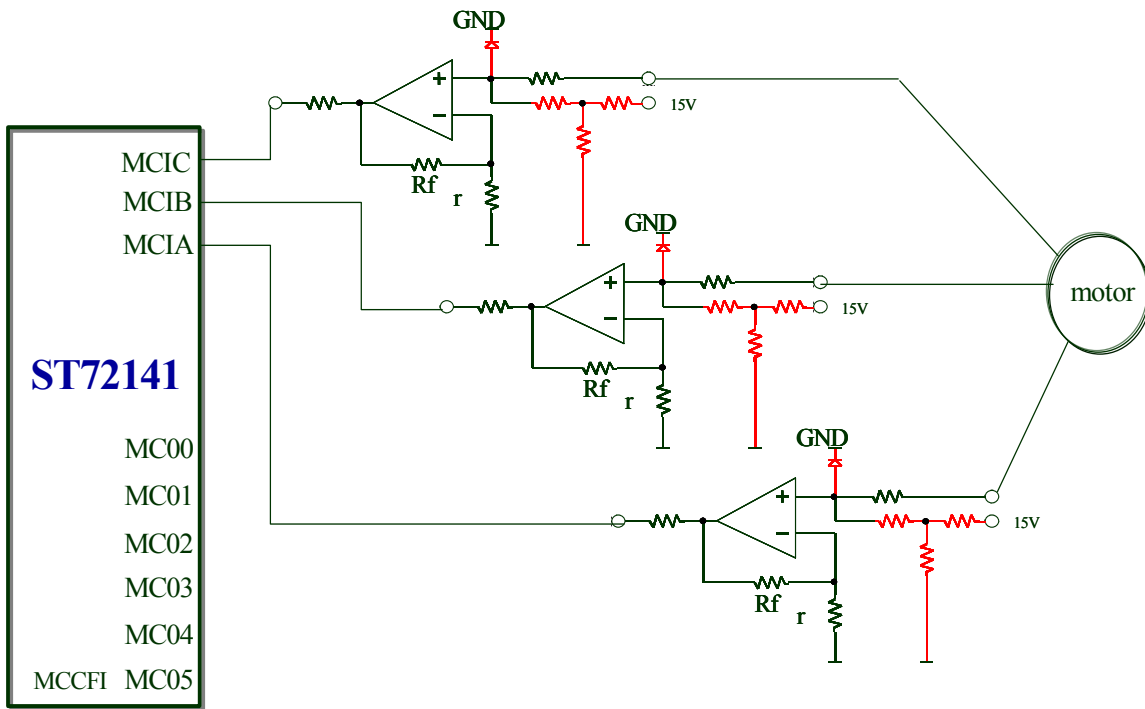 GND
15V
MCIC
Rf
r
MCIB
GND
MCIA
motor
15V
ST72141
Rf
r
GND
MC00
MC01
15V
MC02
MC03
Rf
r
MC04
MCCFI MC05